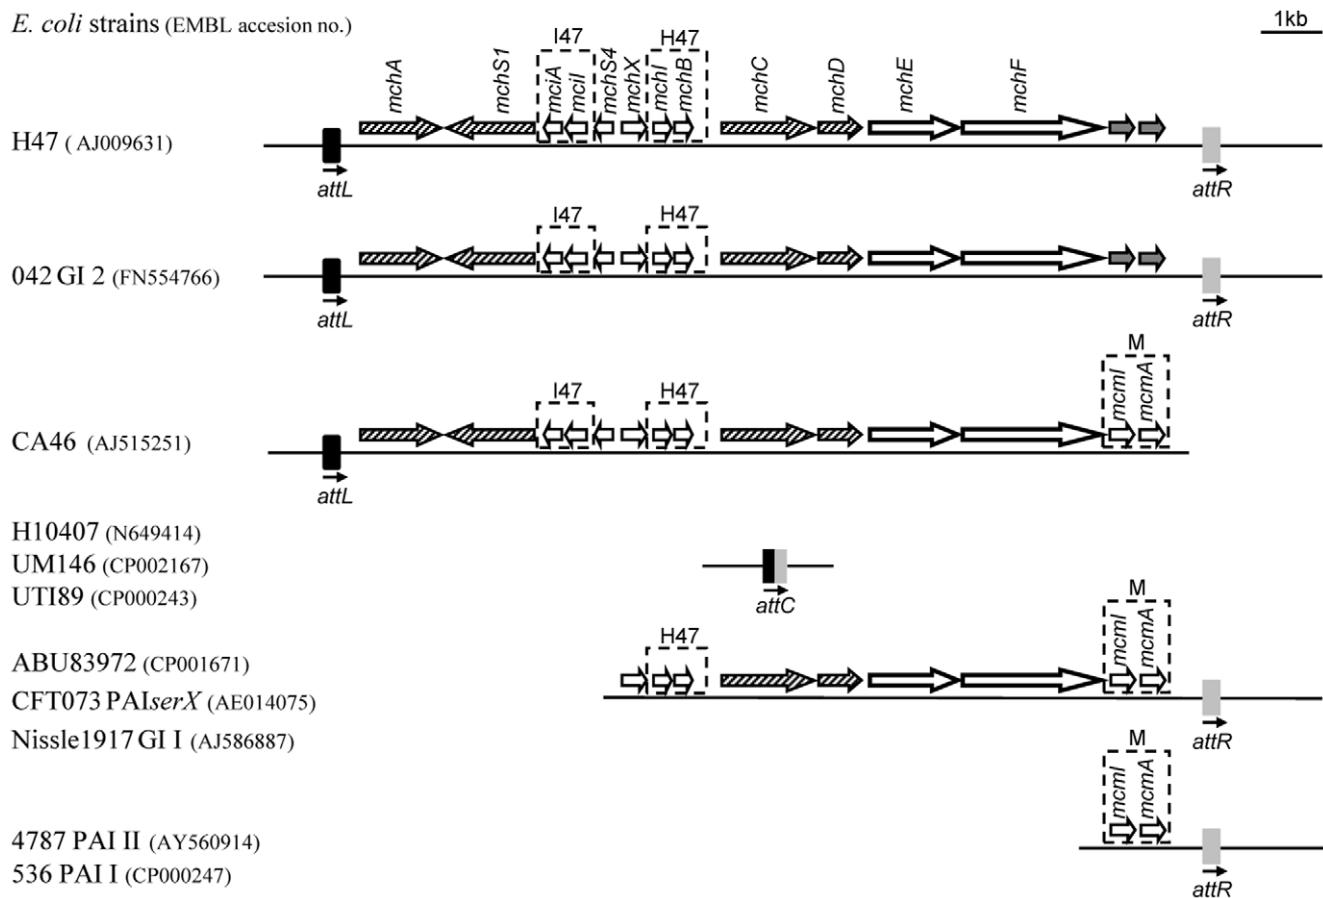 E. coli strains (EMBL accesion no.)
1kb
I47 H47
mchA mchS1 mciA mciI mchS4 mchX mchI mchB mchC mchD mchE mchF
H47 ( AJ009631)
attL attR
I47 H47
042 GI 2 (FN554766)
attL attR
M
I47 H47 mcmI mcmA
CA46 (AJ515251)
attL
H10407 (N649414)
UM146 (CP002167)
UTI89 (CP000243)
attC
M
H47 mcmI mcmA
ABU83972 (CP001671)
CFT073 PAIserX (AE014075)
Nissle1917 GI I (AJ586887)
attR
M
mcmI mcmA
4787 PAI II (AY560914)
536 PAI I (CP000247)
attR